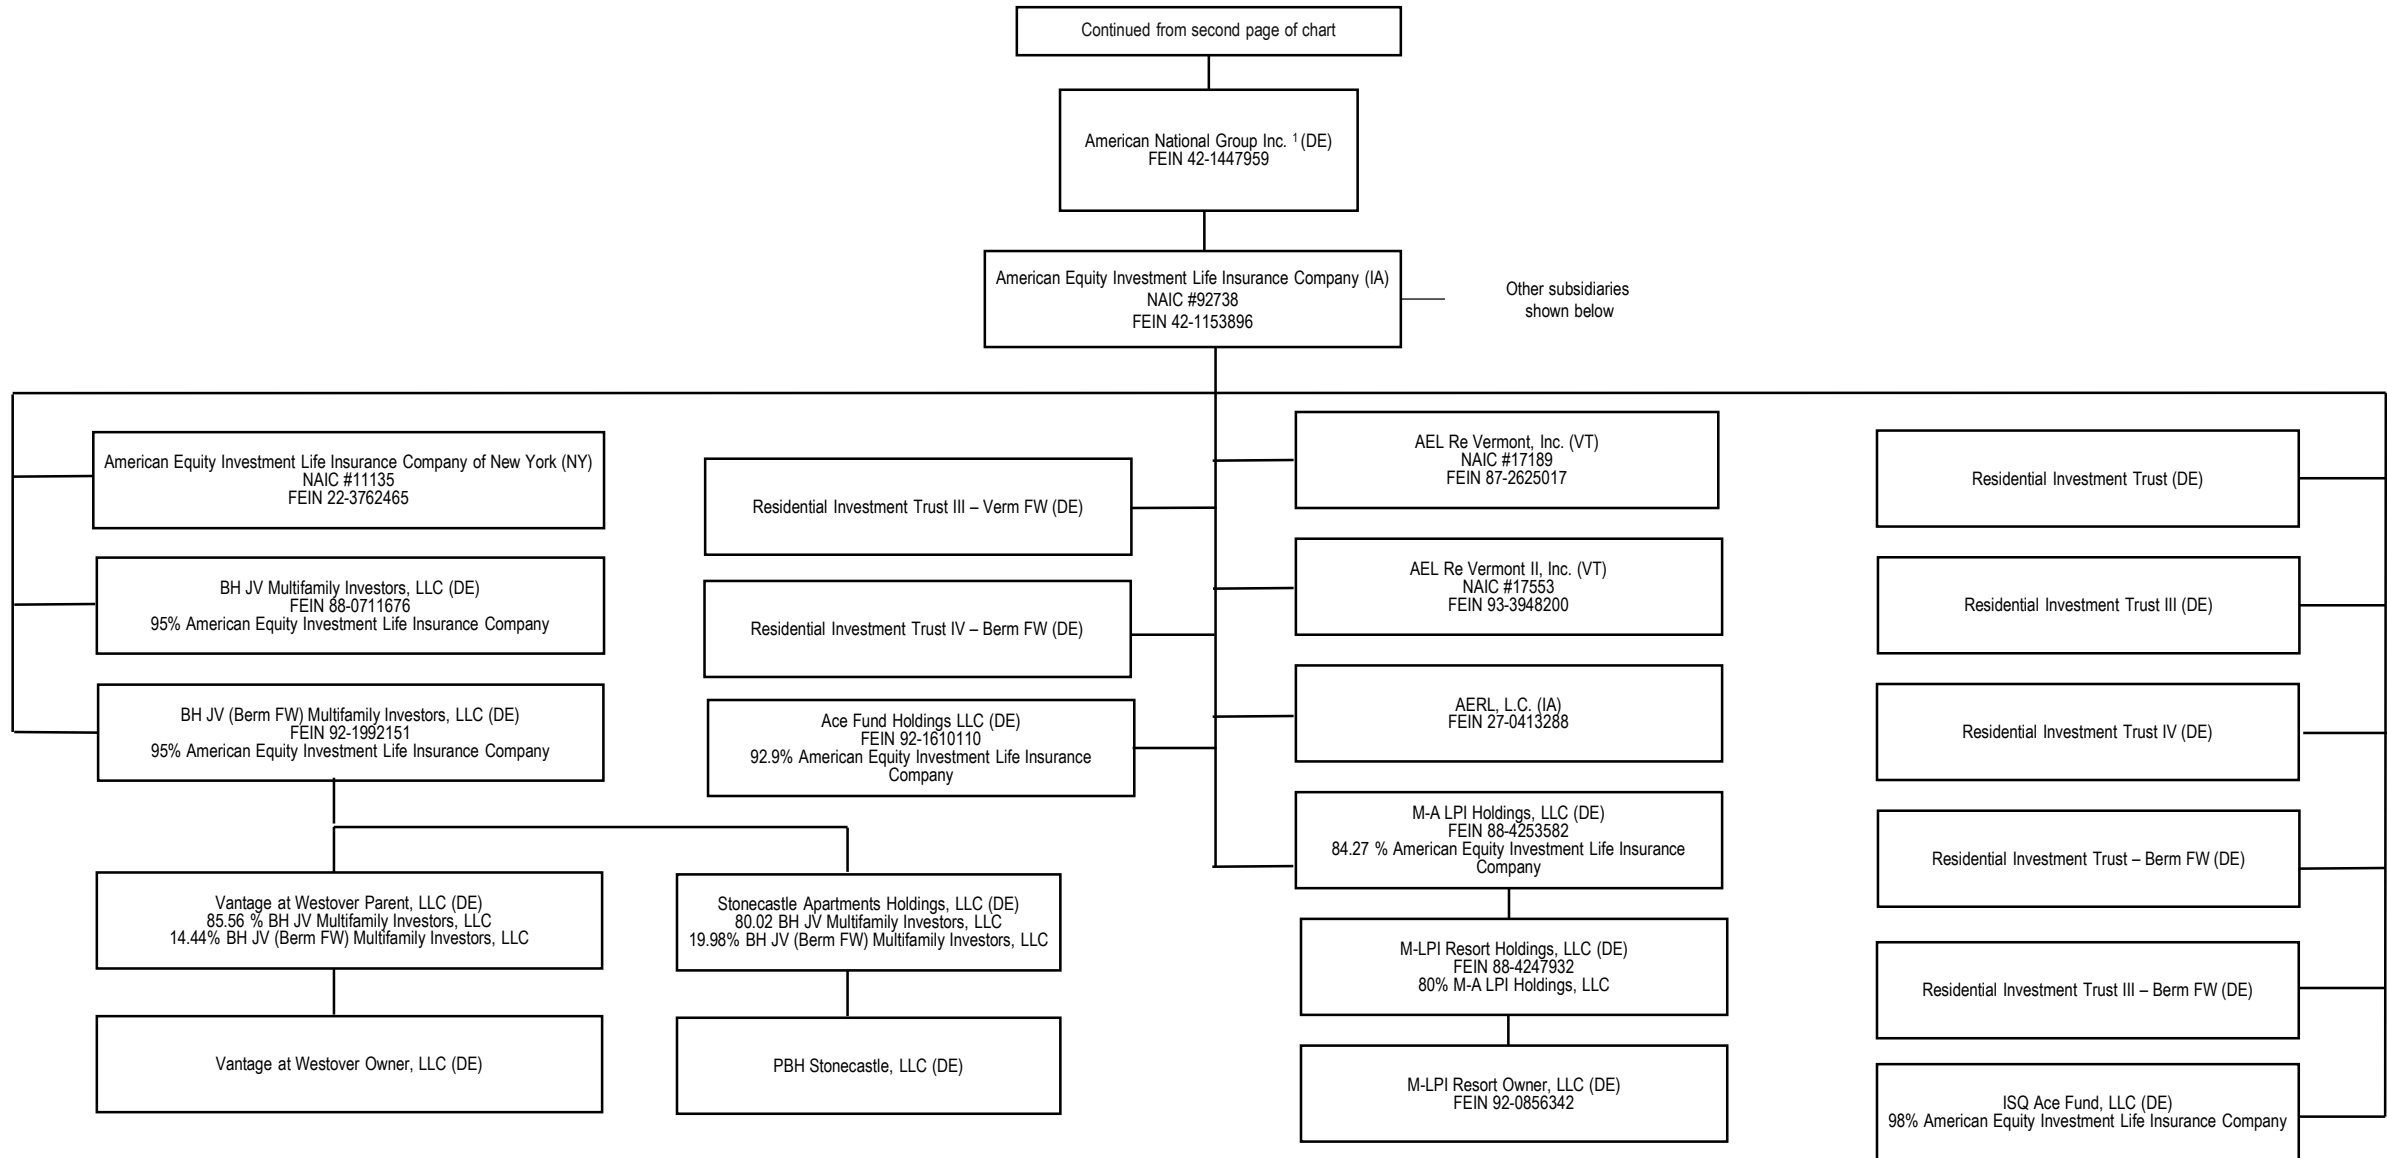 Continued from second page of chart
American National Group Inc. ¹ (DE)
FEIN 42-1447959
American Equity Investment Life Insurance Company (IA)
NAIC #92738
FEIN 42-1153896
Other subsidiaries
shown below
American Equity Investment Life Insurance Company of New York (NY)
NAIC #11135
FEIN 22-3762465
BH JV Multifamily Investors, LLC (DE)
FEIN 88-0711676
95% American Equity Investment Life Insurance Company
BH JV (Berm FW) Multifamily Investors, LLC (DE)
FEIN 92-1992151
95% American Equity Investment Life Insurance Company
Vantage at Westover Parent, LLC (DE)
85.56 % BH JV Multifamily Investors, LLC
14.44% BH JV (Berm FW) Multifamily Investors, LLC
Vantage at Westover Owner, LLC (DE)
Stonecastle Apartments Holdings, LLC (DE)
80.02 BH JV Multifamily Investors, LLC
19.98% BH JV (Berm FW) Multifamily Investors, LLC
PBH Stonecastle, LLC (DE)
Residential Investment Trust III – Verm FW (DE)
Residential Investment Trust IV – Berm FW (DE)
Ace Fund Holdings LLC (DE)
FEIN 92-1610110
92.9% American Equity Investment Life Insurance
Company
AEL Re Vermont, Inc. (VT)
NAIC #17189
FEIN 87-2625017
AEL Re Vermont II, Inc. (VT)
NAIC #17553
FEIN 93-3948200
AERL, L.C. (IA)
FEIN 27-0413288
M-A LPI Holdings, LLC (DE)
FEIN 88-4253582
84.27 % American Equity Investment Life Insurance
Company
M-LPI Resort Holdings, LLC (DE)
FEIN 88-4247932
80% M-A LPI Holdings, LLC
M-LPI Resort Owner, LLC (DE)
FEIN 92-0856342
Residential Investment Trust (DE)
Residential Investment Trust III (DE)
Residential Investment Trust IV (DE)
Residential Investment Trust – Berm FW (DE)
Residential Investment Trust III – Berm FW (DE)
ISQ Ace Fund, LLC (DE)
98% American Equity Investment Life Insurance Company